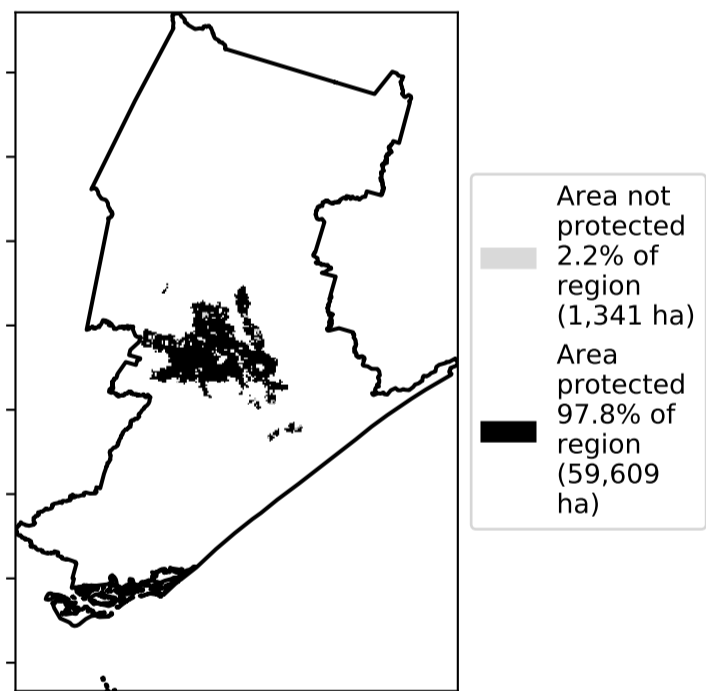 Area not
protected
2.2% of
region
(1,341 ha)
Area
protected
97.8% of
region
(59,609
ha)